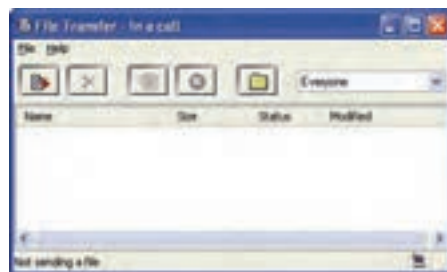 File Transfer - In a call
File Help
Everyone
Name Size Status Modified
Not sending a file